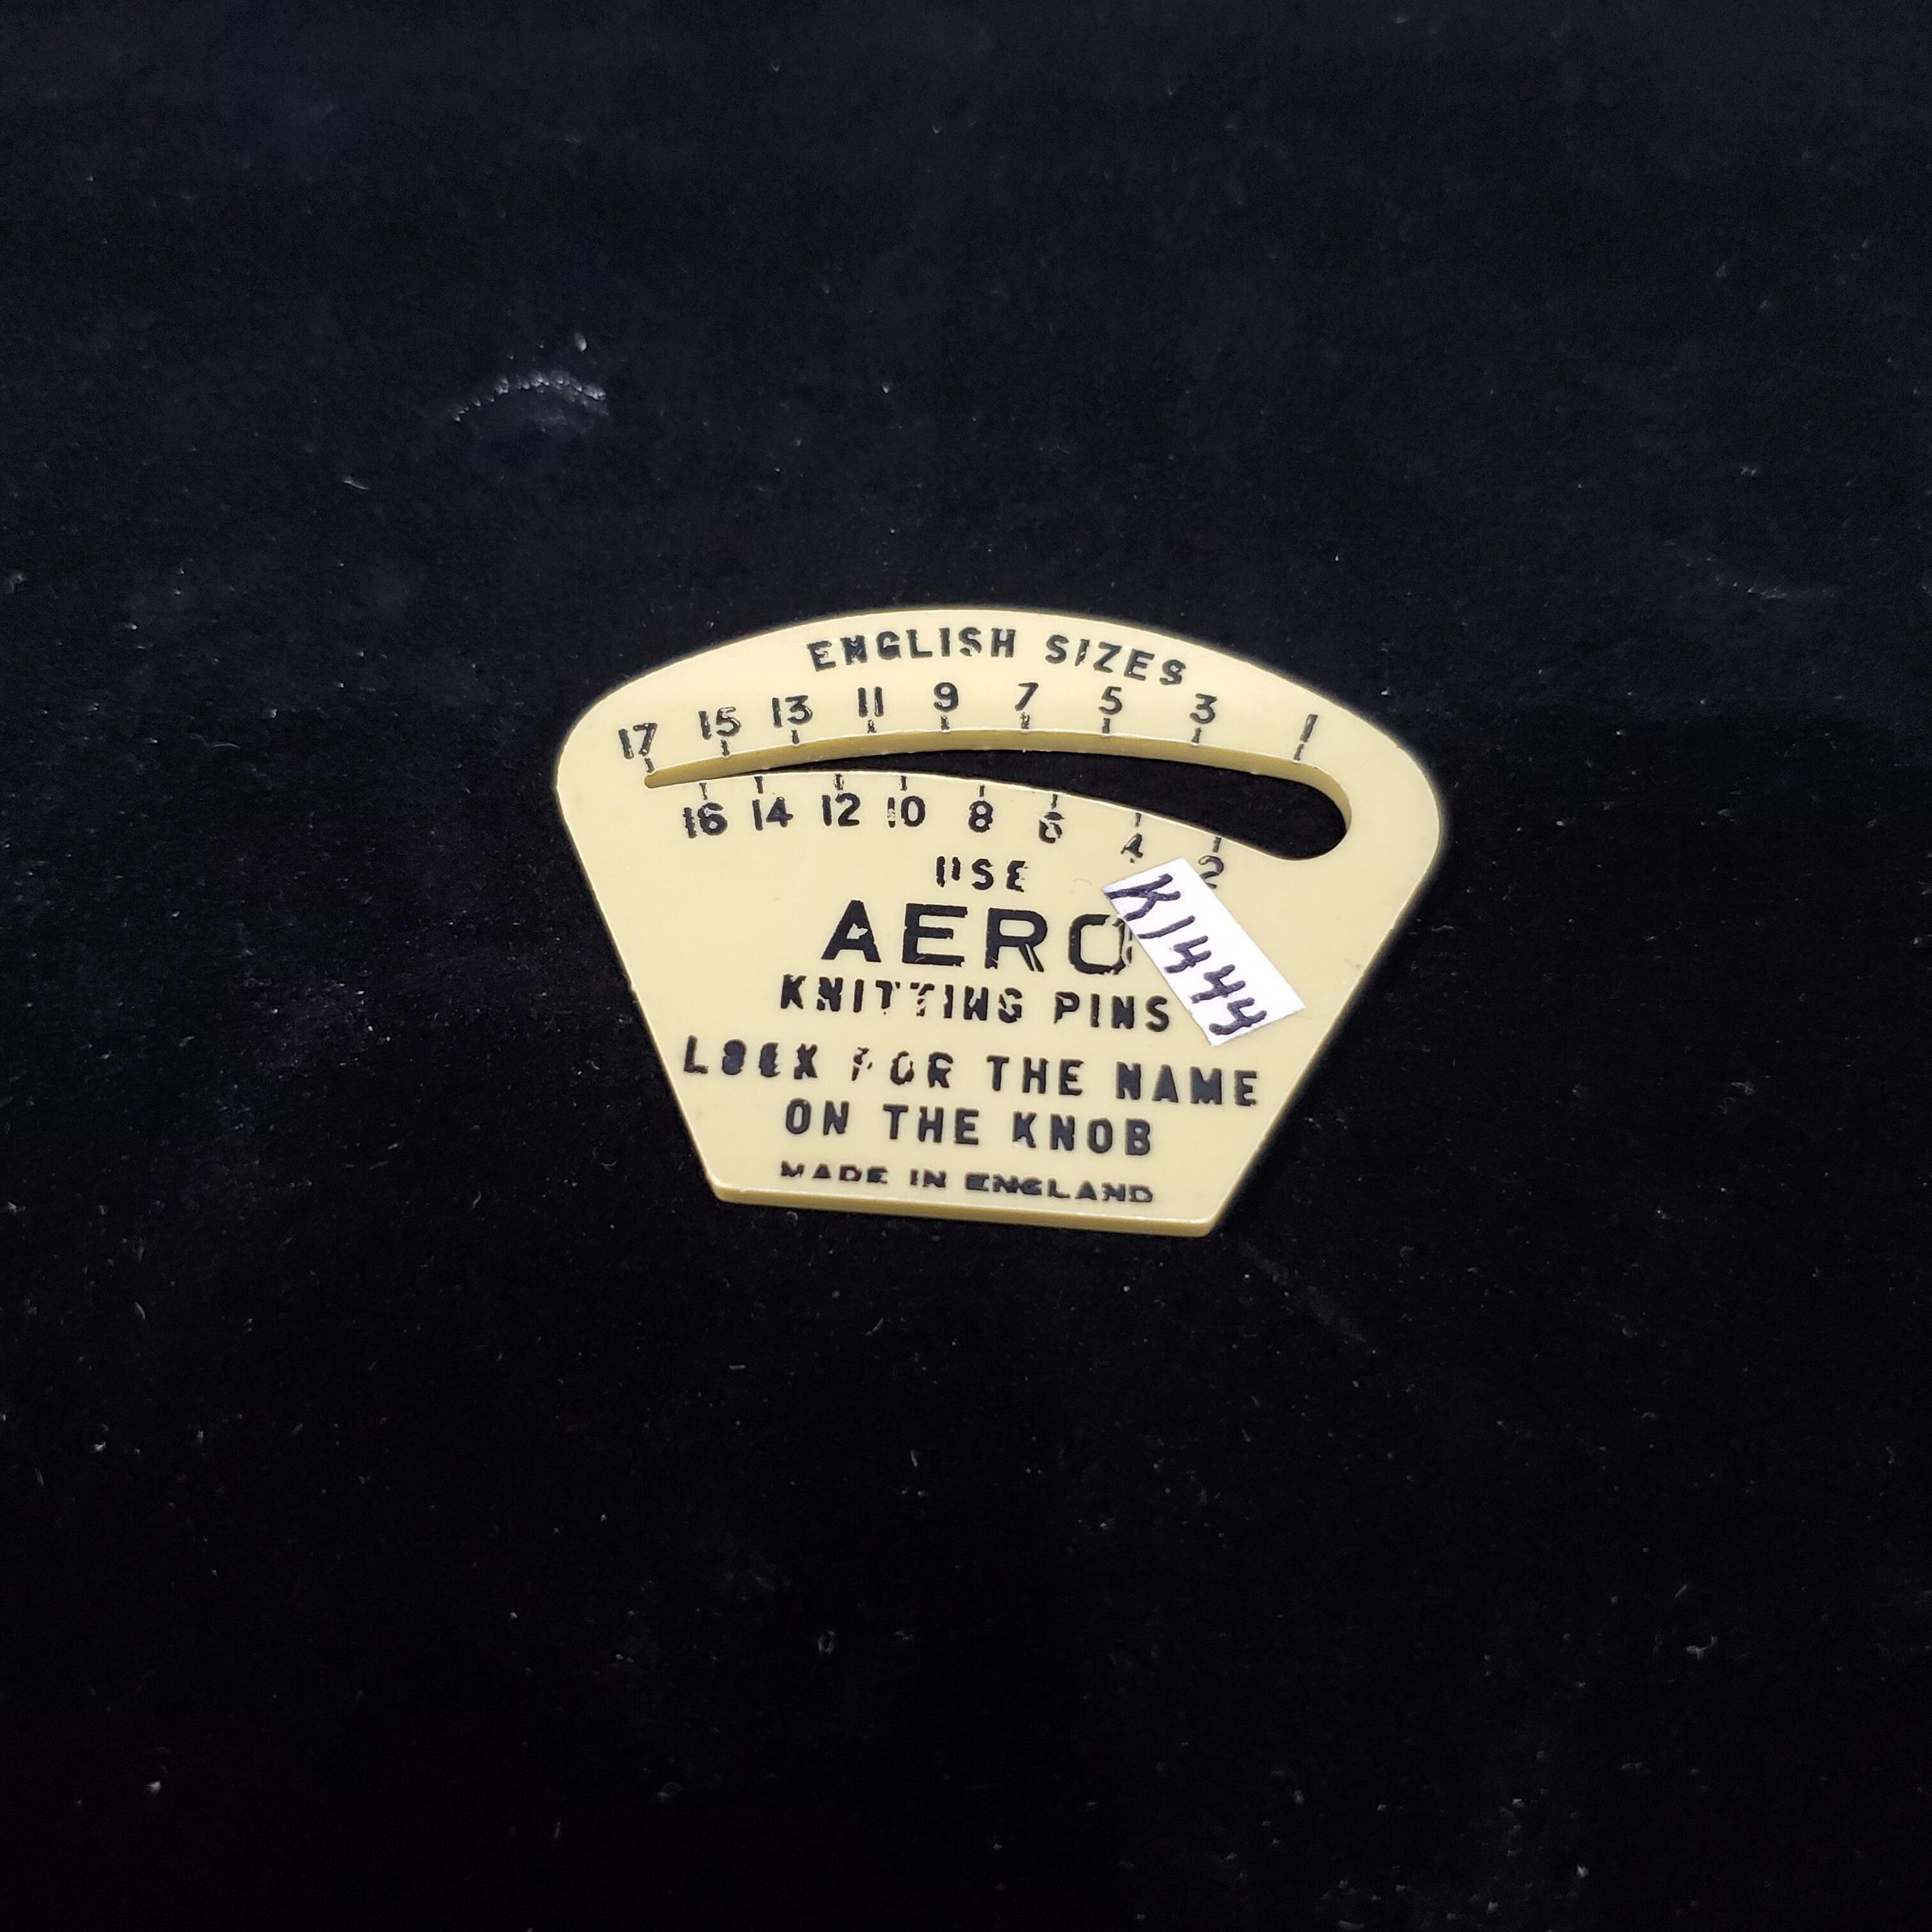 ENGLISH SIZES
17 15 13 11 9 7 5 3 1
16 14 12 10 8 6 4 2
USE
AERO
K1444
KNITTING PINS
LOOK FOR THE NAME
ON THE KNOB
MADE IN ENGLAND